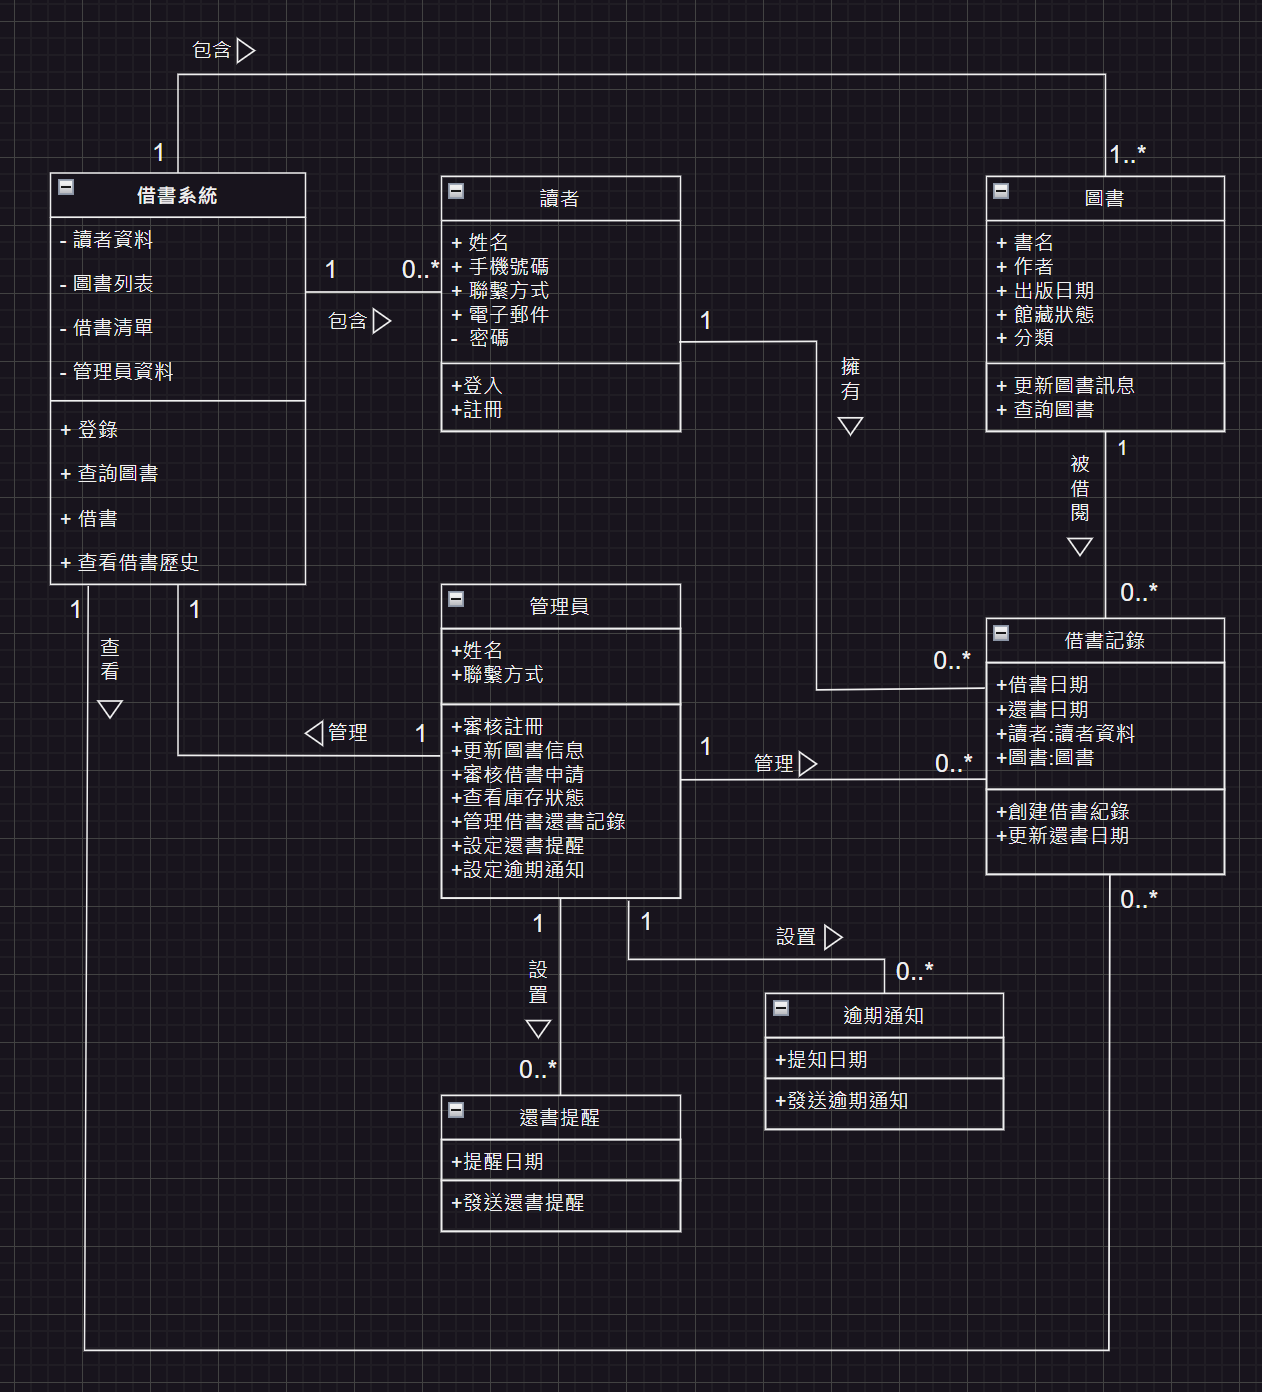 包含
1
1..*
借書系統
- 讀者資料
- 圖書列表
- 借書清單
- 管理員資料
+ 登錄
+ 查詢圖書
+ 借書
+ 查看借書歷史
1
0..*
包含
讀者
+ 姓名
+ 手機號碼
+ 聯繫方式
+ 電子郵件
- 密碼
+登入
+註冊
1
擁有
圖書
+ 書名
+ 作者
+ 出版日期
+ 館藏狀態
+ 分類
+ 更新圖書訊息
+ 查詢圖書
1
被借閱
0..*
1
查看
1
管理
1
管理員
+姓名
+聯繫方式
+審核註冊
+更新圖書信息
+審核借書申請
+查看庫存狀態
+管理借書還書記錄
+設定還書提醒
+設定逾期通知
0..*
1
管理
0..*
借書記錄
+借書日期
+還書日期
+讀者:讀者資料
+圖書:圖書
+創建借書紀錄
+更新還書日期
0..*
1
設置
0..*
1
設置
0..*
逾期通知
+提知日期
+發送逾期通知
還書提醒
+提醒日期
+發送還書提醒